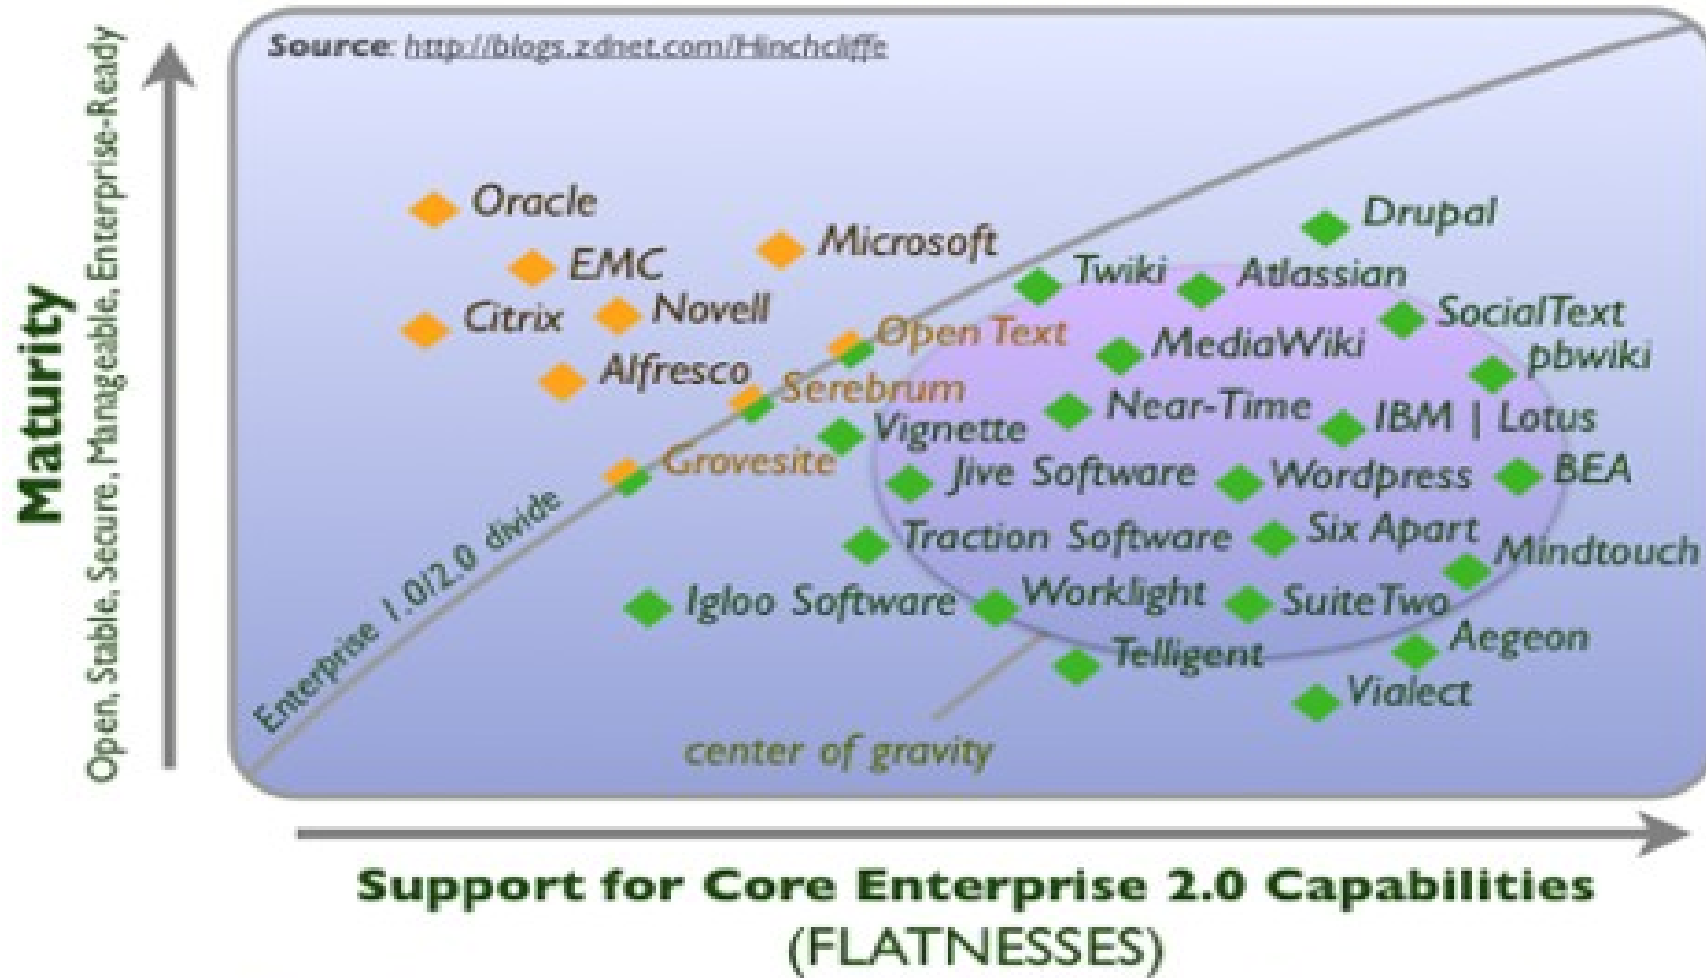 Source: http://blogs.zdnet.com/Hinchcliffe
Maturity
Open, Stable, Secure, Manageable, Enterprise-Ready
Oracle
Drupal
Microsoft
EMC
Twiki
Atlassian
Citrix
Novell
SocialText
Open Text
MediaWiki
pbwiki
Alfresco
Serebrum
Near-Time
IBM | Lotus
Vignette
Grovesite
Jive Software
Wordpress
BEA
Enterprise 1.0/2.0 divide
Traction Software
Six Apart
Mindtouch
Igloo Software
Worklight
SuiteTwo
Telligent
Aegeon
Vialect
center of gravity
Support for Core Enterprise 2.0 Capabilities
(FLATNESSES)